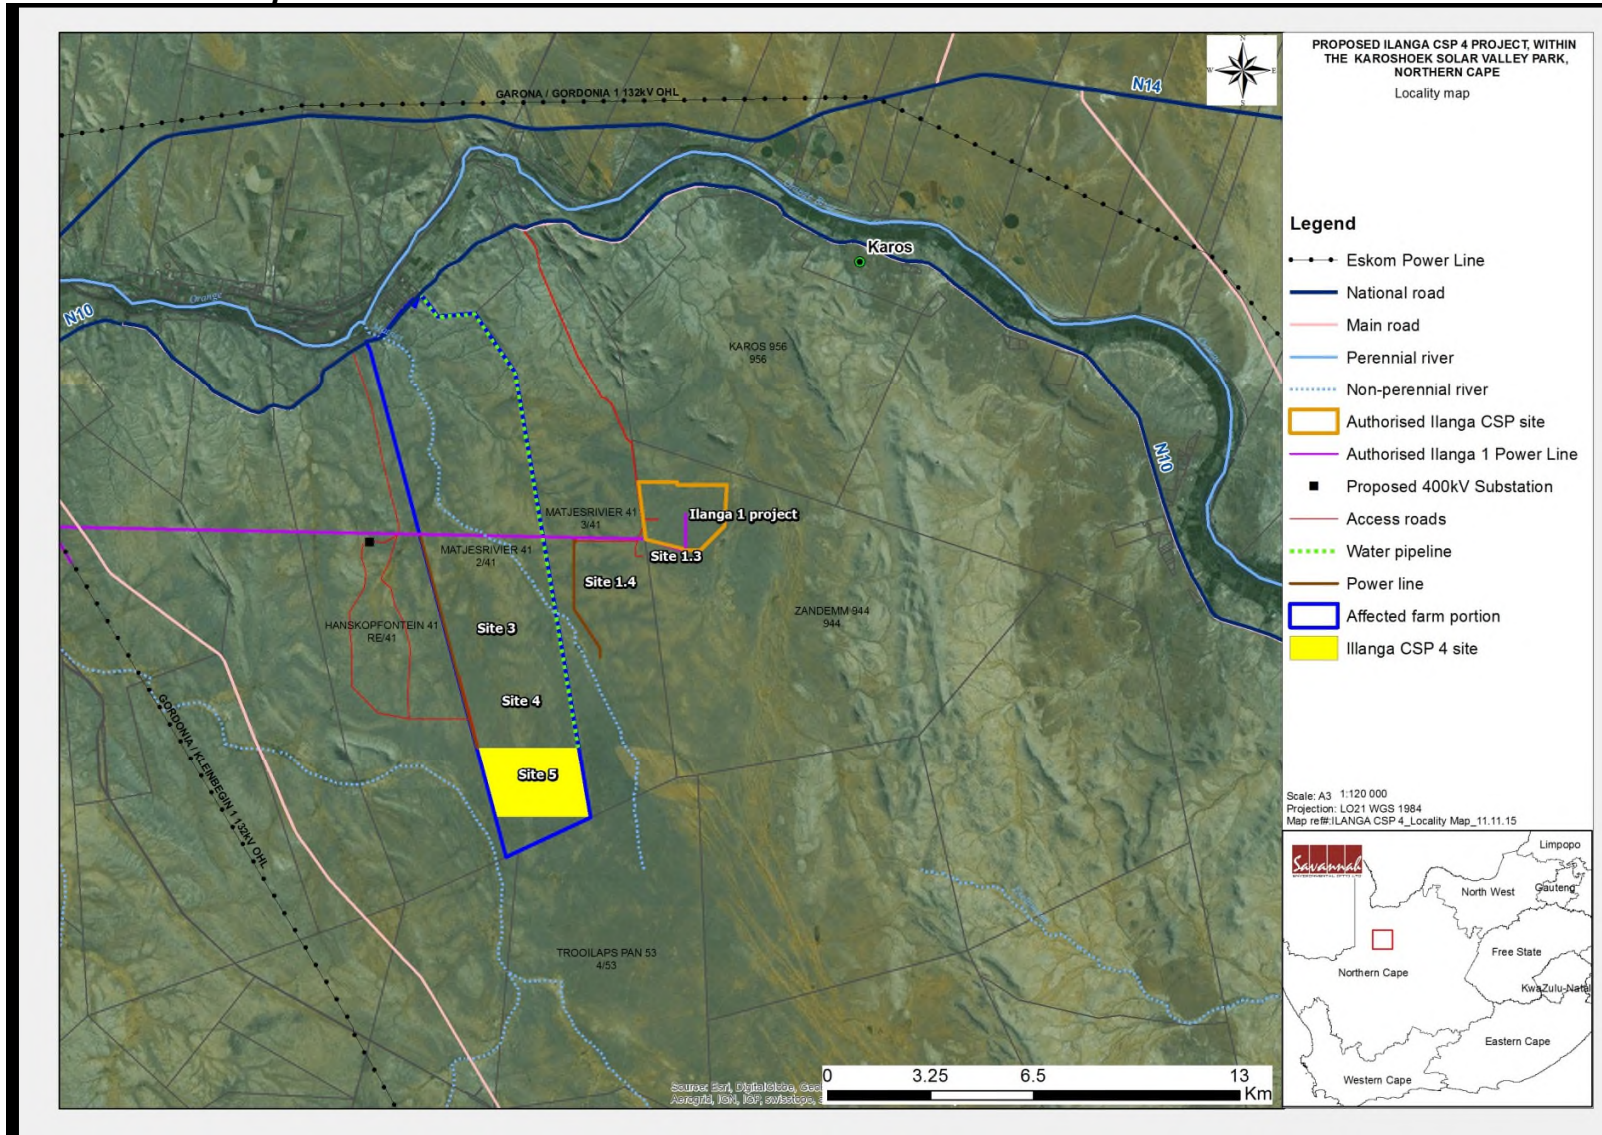 PROPOSED ILANGA CSP 4 PROJECT, WITHIN
THE KAROSHOEK SOLAR VALLEY PARK,
NORTHERN CAPE
Locality map
N
W
E
S
N14
GARONA / GORDONIA 1 132kV OHL
Karos
Orange
N10
KAROS 956
956
Legend
Eskom Power Line
National road
Main road
Perennial river
Non-perennial river
Authorised Ilanga CSP site
Authorised Ilanga 1 Power Line
Proposed 400kV Substation
Access roads
Water pipeline
Power line
Affected farm portion
Illanga CSP 4 site
N10
MATJESRIVIER 41
3/41
Ilanga 1 project
MATJESRIVIER 41
2/41
Site 1.3
Site 1.4
HANSKOPFONTEIN 41
RE/41
Site 3
ZANDEMM 944
944
Site 4
Site 5
GORDONIA / KLEINBEGIN 1 132kV OHL
TROOILAPS PAN 53
4/53
Scale: A3 1:120 000
Projection: LO21 WGS 1984
Map ref#:ILANGA CSP 4_Locality Map_11.11.15
Savannah
Limpopo
North West
Gauteng
Free State
Northern Cape
KwaZulu-Natal
Eastern Cape
Western Cape
0 3.25 6.5 13
Km
Source: Esri, DigitalGlobe,
Aerogrid, IGN, IGP, swisstopo,